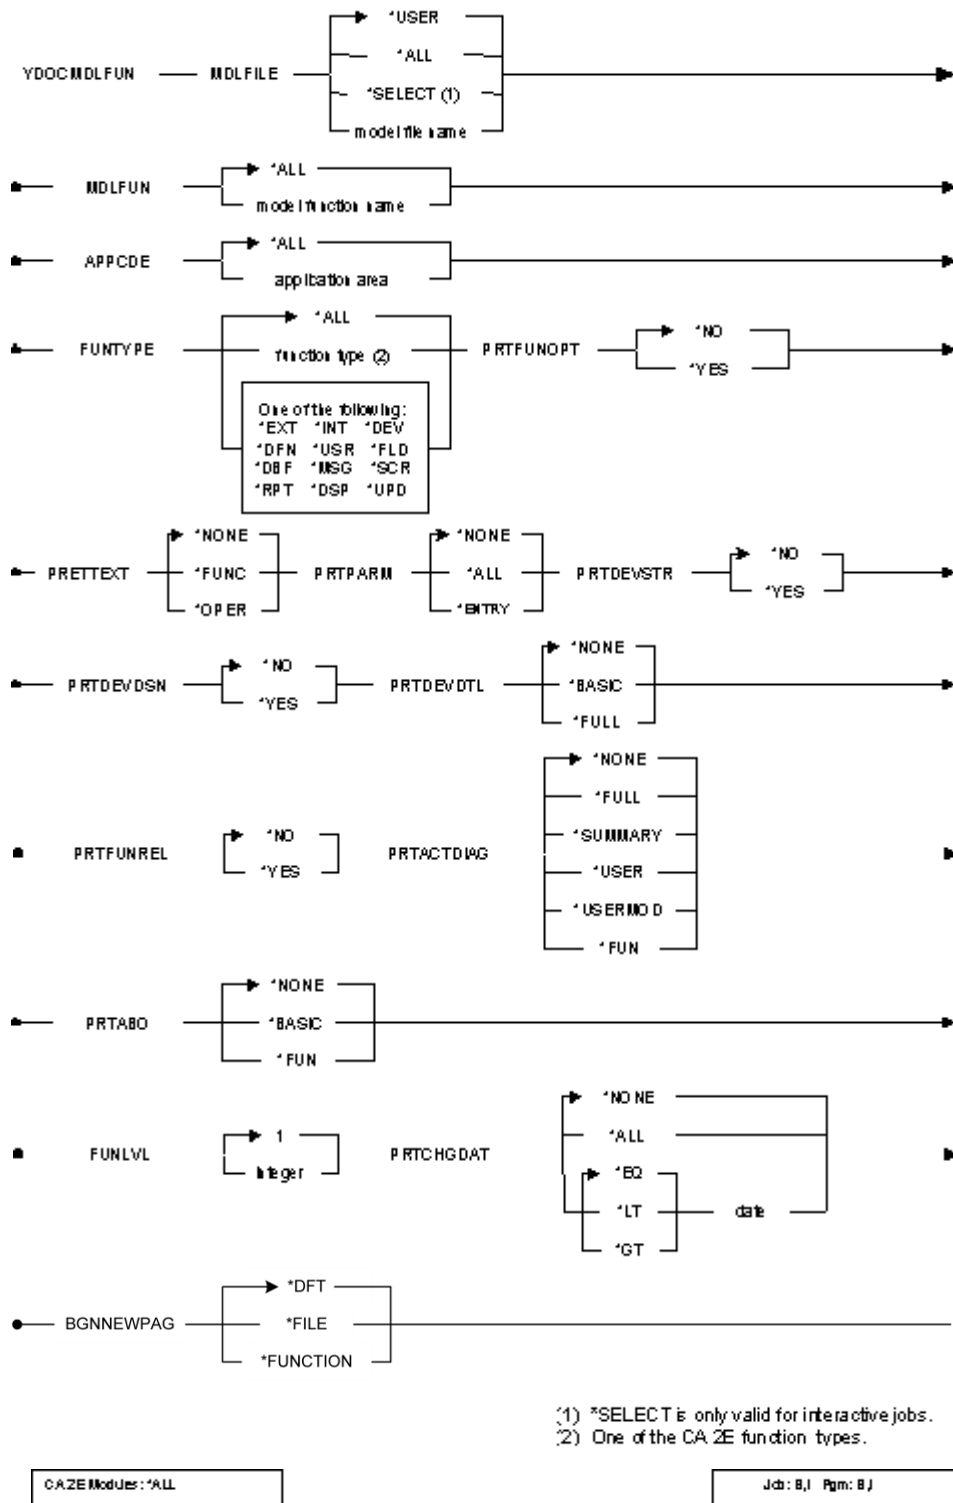 *USER
*ALL
YDOCMDLFUN MDLFILE
*SELECT (1)
model file name
*ALL
MDLFUN
model function name
*ALL
APPCDE
application area
*ALL
*NO
FUNTYPE function type (2) PRTFUNOPT
*YES
One of the following:
*EXT *INT *DEV
*DFN *USR *FLD
*DBF *MSG *SCR
*RPT *DSP *UPD
*NONE *NONE
*NO
PRETTEXT *FUNC PRTPARM *ALL PRTDEVSTR
*YES
*OPER *ENTRY
*NONE
*NO
PRTDEVDSN PRTDEVDTL *BASIC
*YES
*FULL
*NONE
*FULL
*NO *SUMMARY
PRTFUNREL PRTACTDIAG
*YES *USER
*USERMOD
*FUN
*NONE
PRTABO *BASIC
*FUN
*NONE
1 *ALL
FUNLVL PRTCHGDAT
Integer *EQ
*LT date
*GT
*DFT
BGNNEWPAG *FILE
*FUNCTION
(1) *SELECT is only valid for interactive jobs.
(2) One of the CA 2E function types.
CA 2E Modules: *ALL Job: B,I Pgm: B,I